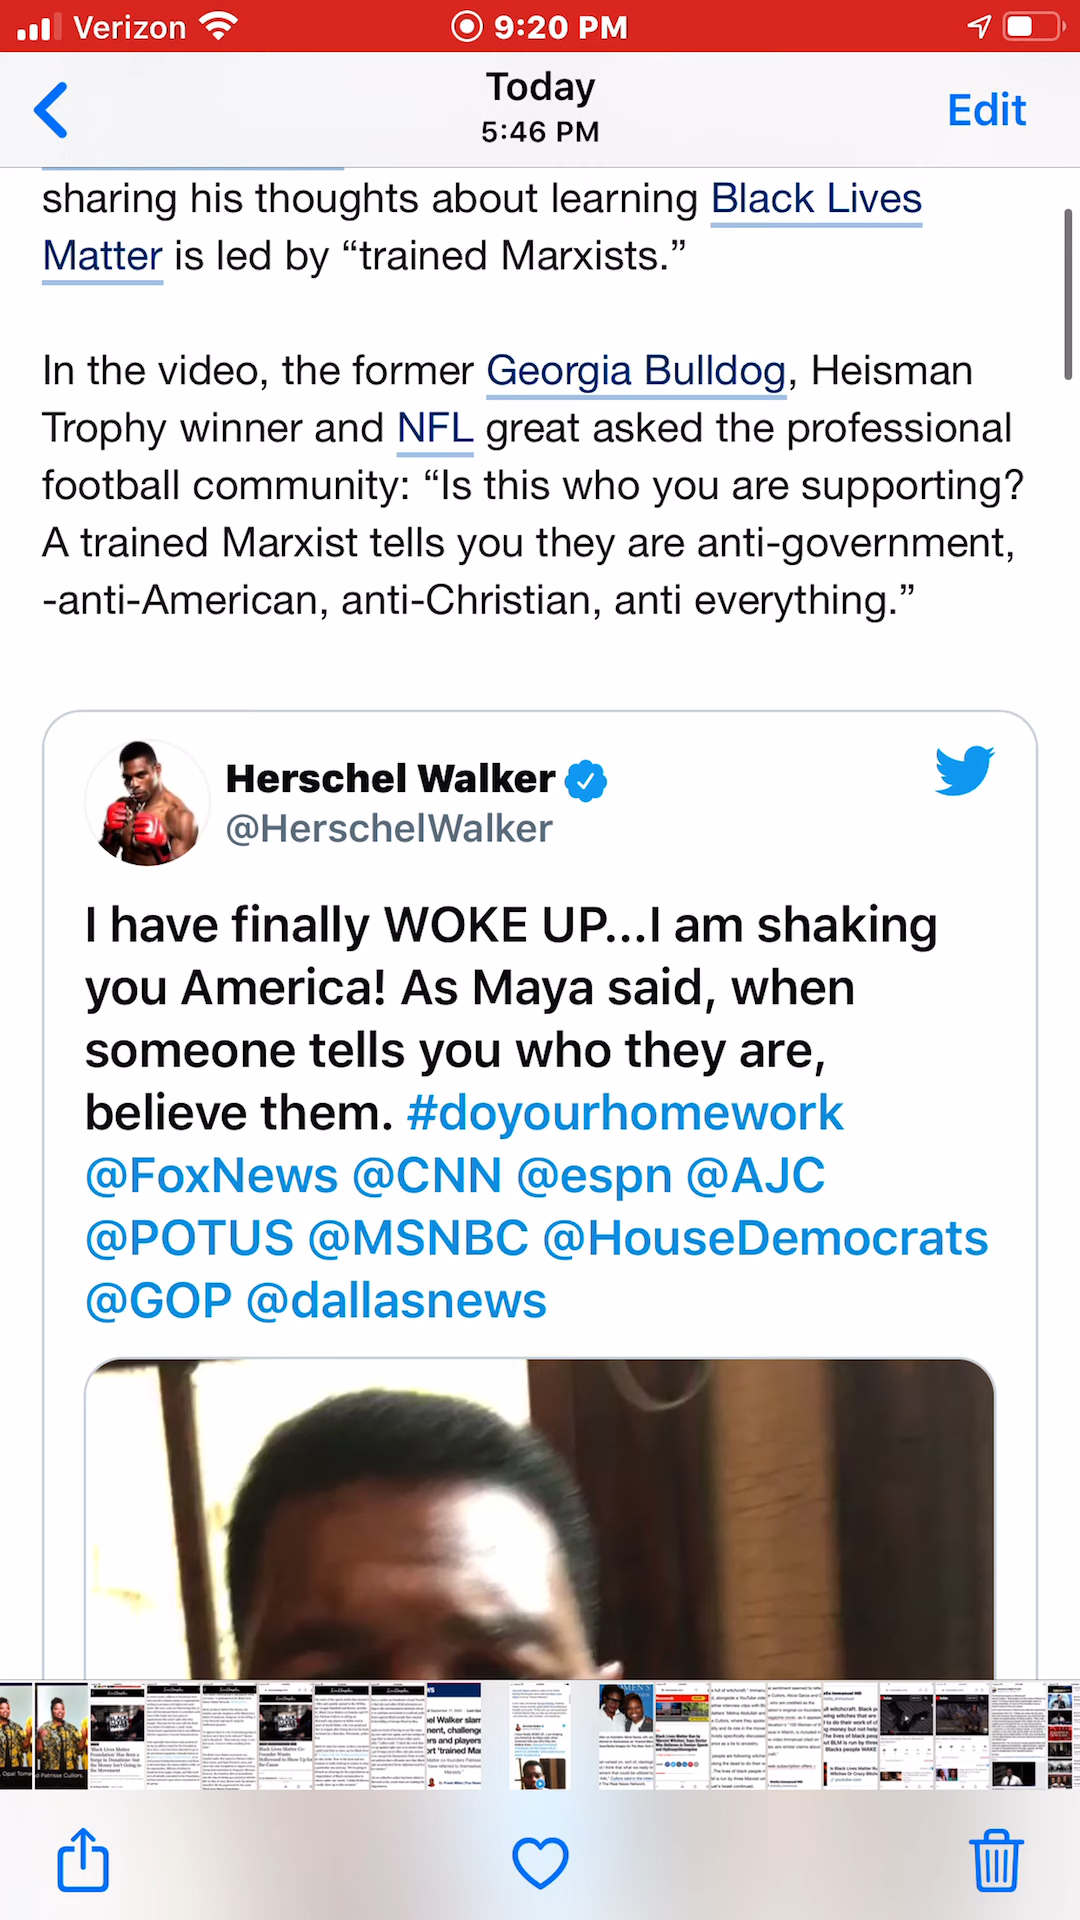 Verizon 9:20 PM
Today
5:46 PM
Edit
sharing his thoughts about learning Black Lives
Matter is led by “trained Marxists.”
In the video, the former Georgia Bulldog, Heisman
Trophy winner and NFL great asked the professional
football community: “Is this who you are supporting?
A trained Marxist tells you they are anti-government,
-anti-American, anti-Christian, anti everything.”
Herschel Walker
@HerschelWalker
I have finally WOKE UP...I am shaking
you America! As Maya said, when
someone tells you who they are,
believe them. #doyourhomework
@FoxNews @CNN @espn @AJC
@POTUS @MSNBC @HouseDemocrats
@GOP @dallasnews